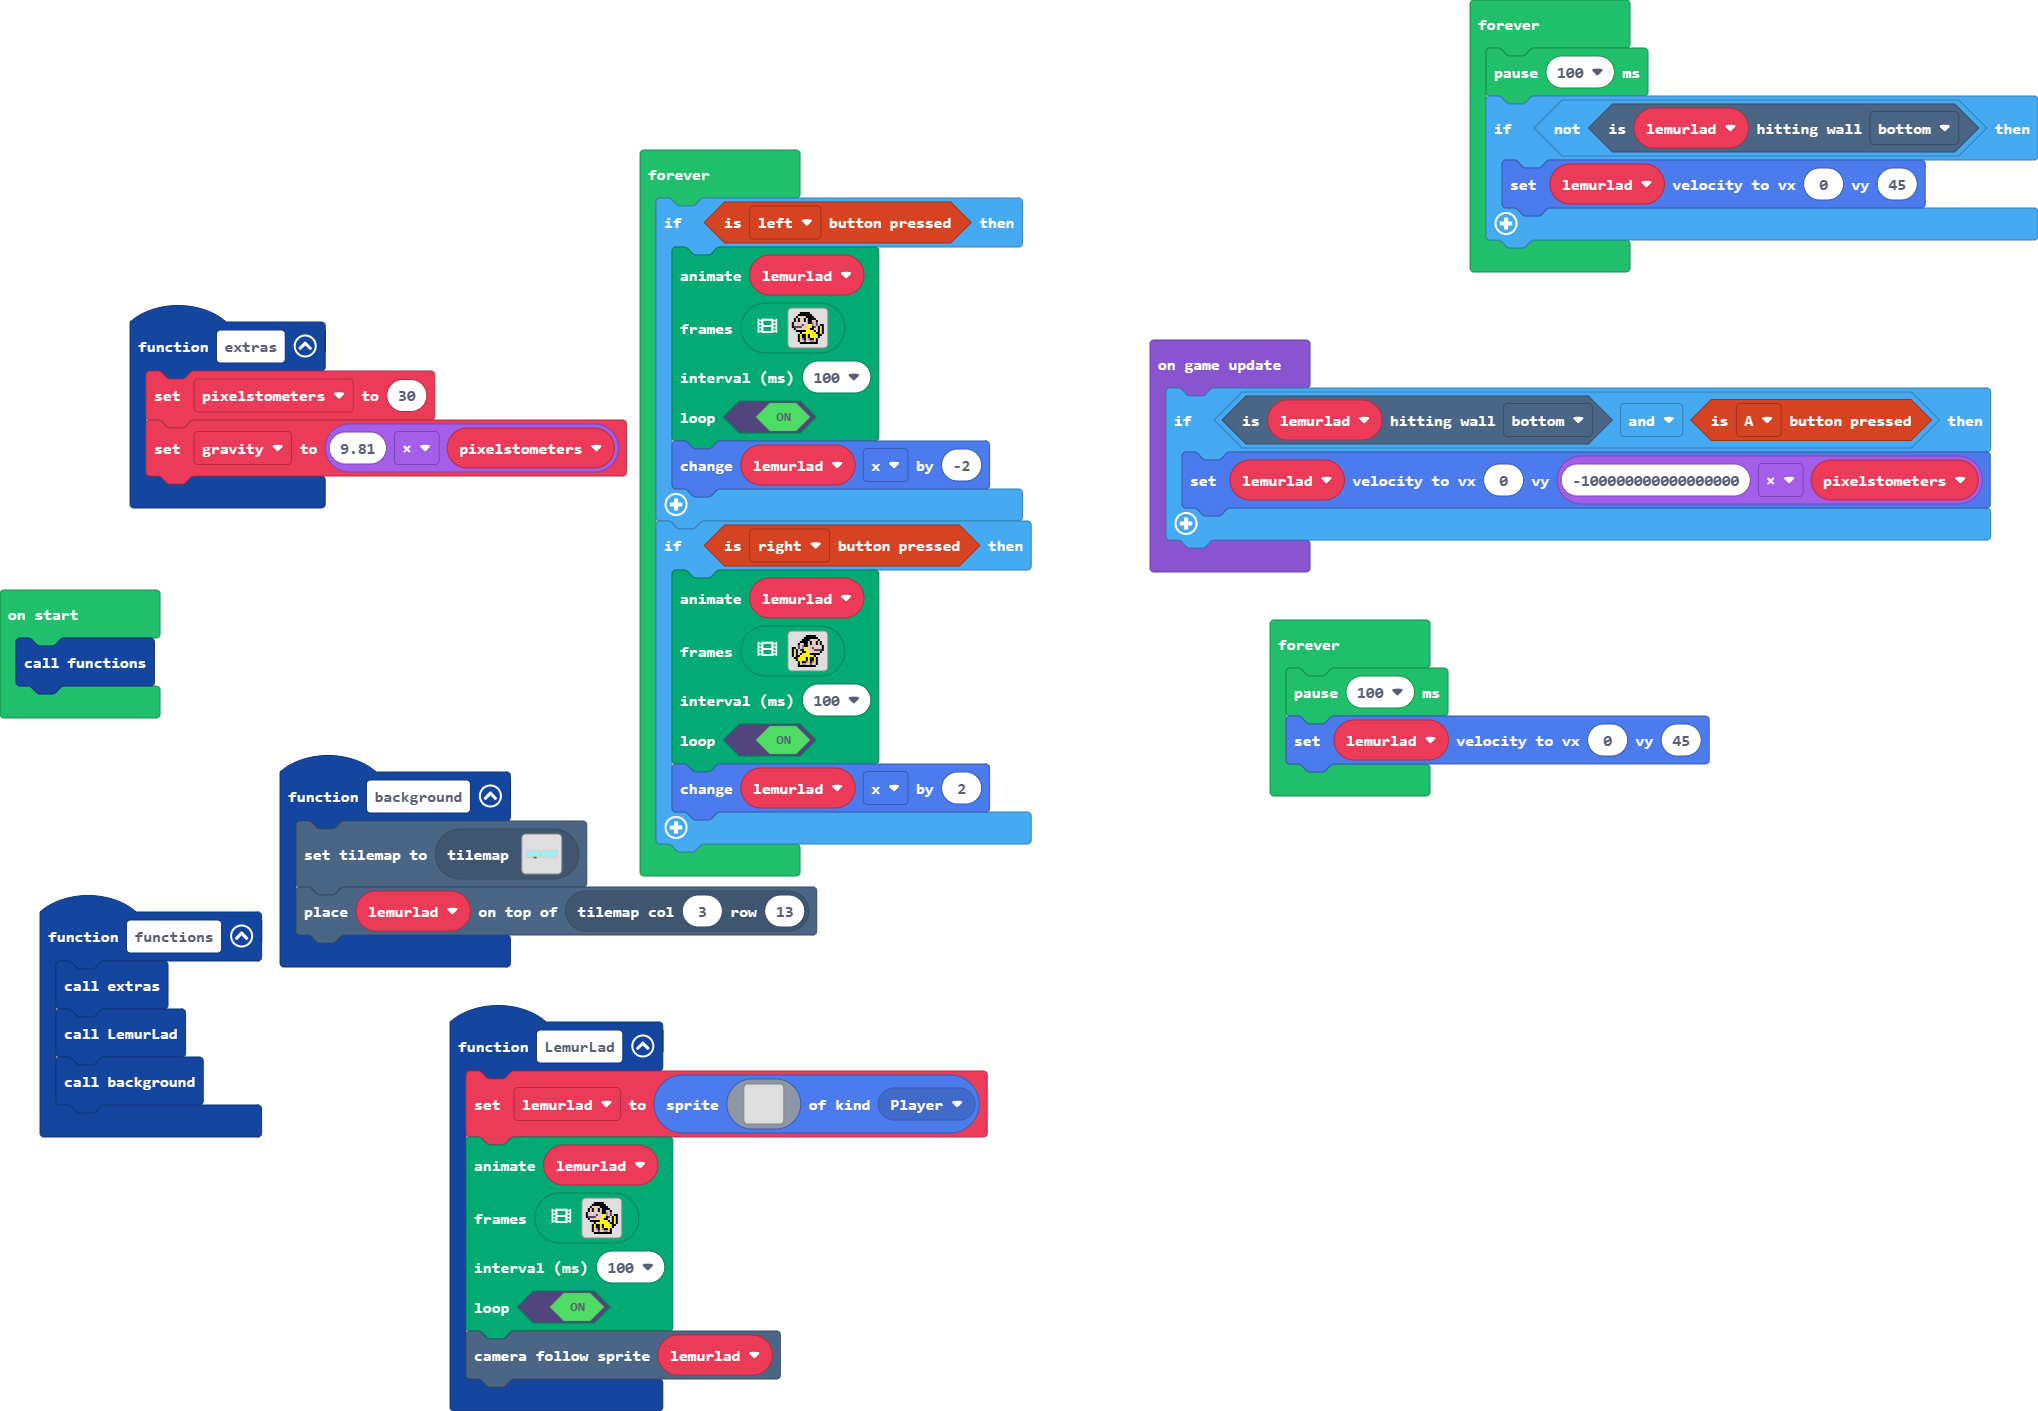 forever
pause 100 ms
if not is lemurlad hitting wall bottom then
set lemurlad velocity to vx 0 vy 45
forever
if is left button pressed then
animate lemurlad
frames
interval (ms) 100
loop ON
change lemurlad x by -2
if is right button pressed then
animate lemurlad
frames
interval (ms) 100
loop ON
change lemurlad x by 2
function extras
set pixelstometers to 30
set gravity to 9.81 × pixelstometers
on game update
if is lemurlad hitting wall bottom and is A button pressed then
set lemurlad velocity to vx 0 vy -100000000000000000 × pixelstometers
on start
call functions
forever
pause 100 ms
set lemurlad velocity to vx 0 vy 45
function background
set tilemap to tilemap
place lemurlad on top of tilemap col 3 row 13
function functions
call extras
call LemurLad
call background
function LemurLad
set lemurlad to sprite of kind Player
animate lemurlad
frames
interval (ms) 100
loop ON
camera follow sprite lemurlad